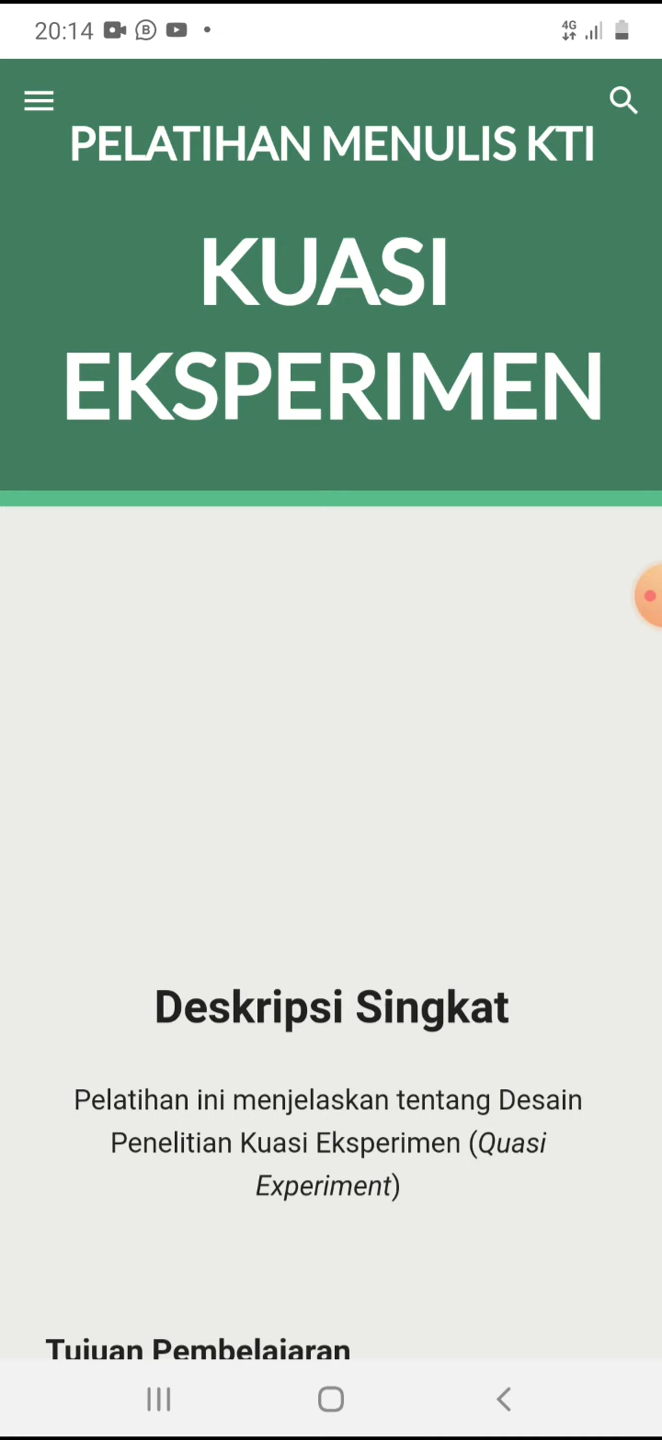 20:14
4G
PELATIHAN MENULIS KTI
KUASI
EKSPERIMEN
Deskripsi Singkat
Pelatihan ini menjelaskan tentang Desain
Penelitian Kuasi Eksperimen (Quasi
Experiment)
Tujuan Pembelajaran